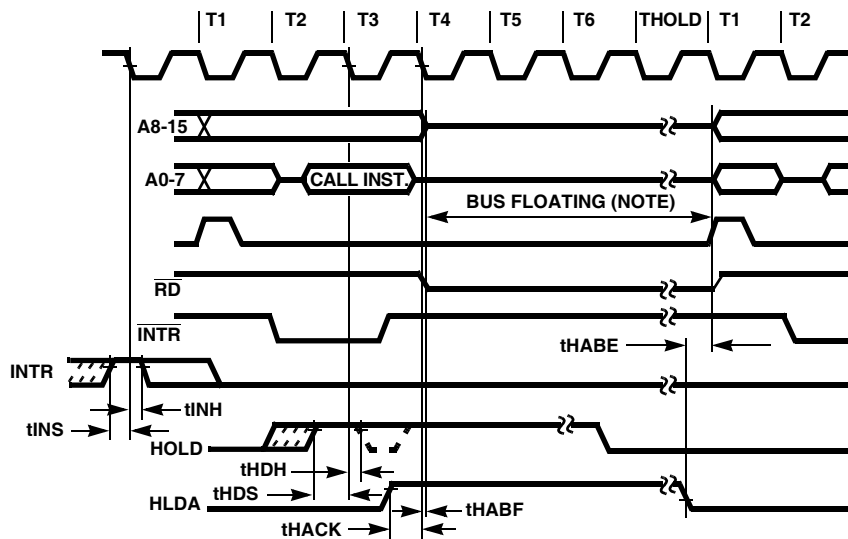 T1 T2 T3 T4 T5 T6 THOLD T1 T2
A8-15
A0-7 CALL INST.
BUS FLOATING (NOTE)
RD
INTR
tHABE
INTR
tINH
tINS
HOLD
tHDH
tHDS
HLDA
tHABF
tHACK